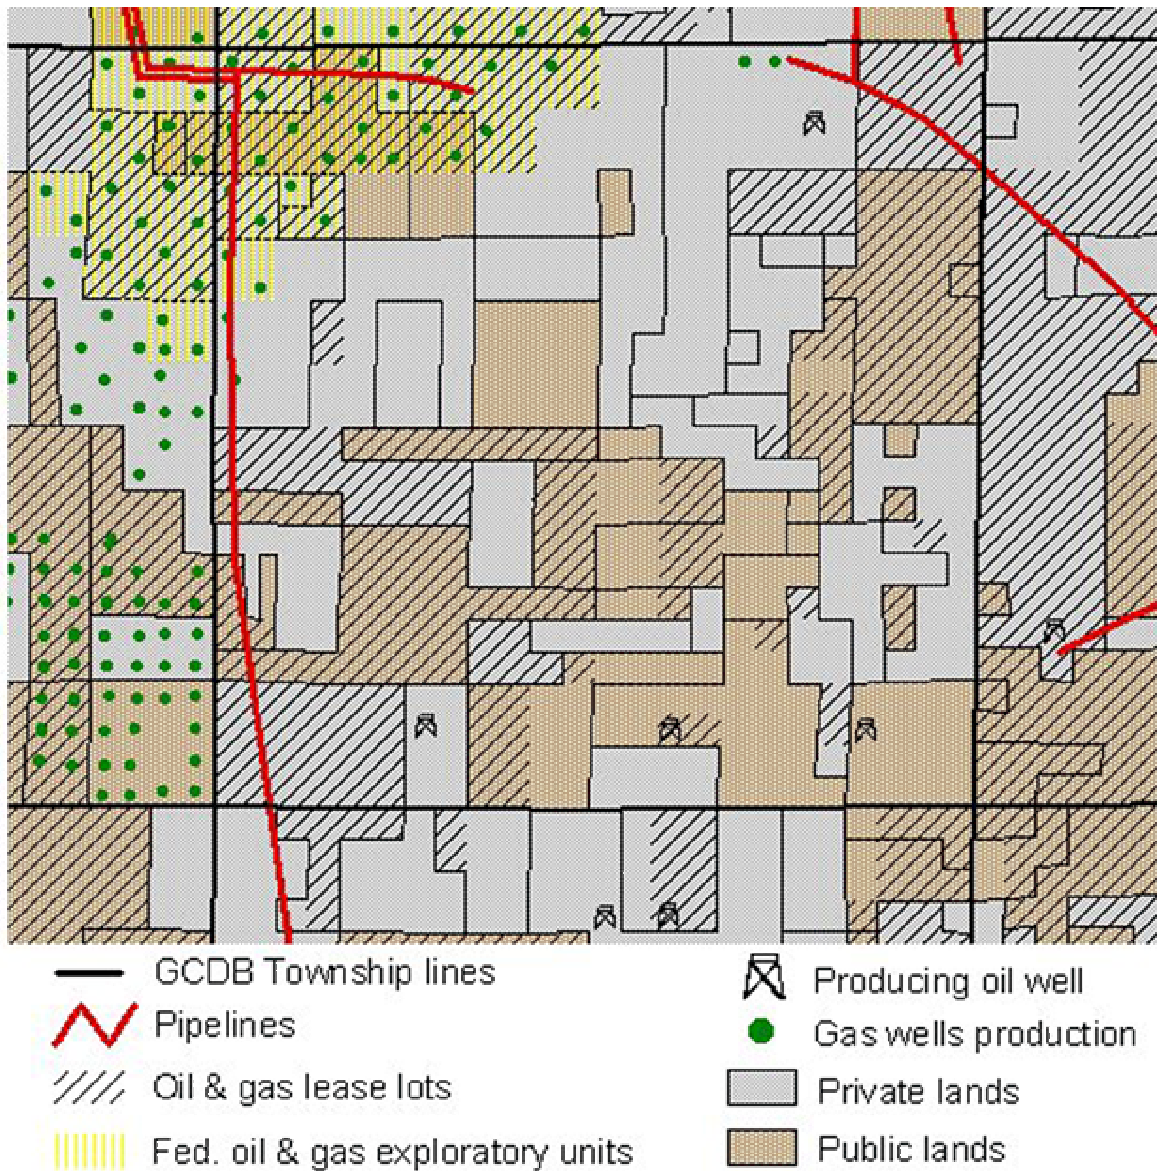 GCDB Township lines
Pipelines
Oil & gas lease lots
Fed. oil & gas exploratory units
Producing oil well
Gas wells production
Private lands
Public lands